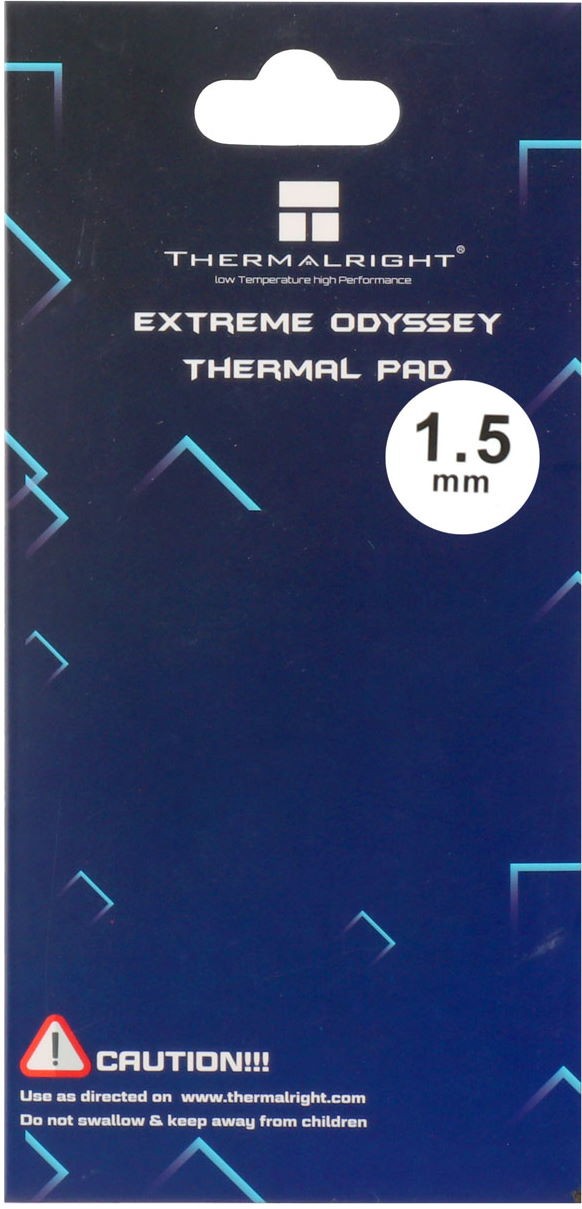 THERMALRIGHT®
low Temperature high Performance
EXTREME ODYSSEY
THERMAL PAD
1.5
mm
CAUTION!!!
Use as directed on www.thermalright.com
Do not swallow & keep away from children